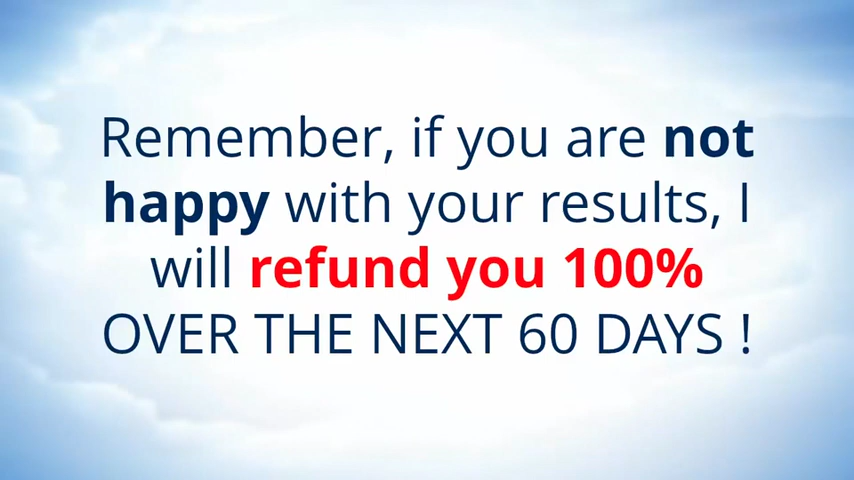 Remember, if you are not
happy with your results, I
will refund you 100%
OVER THE NEXT 60 DAYS !